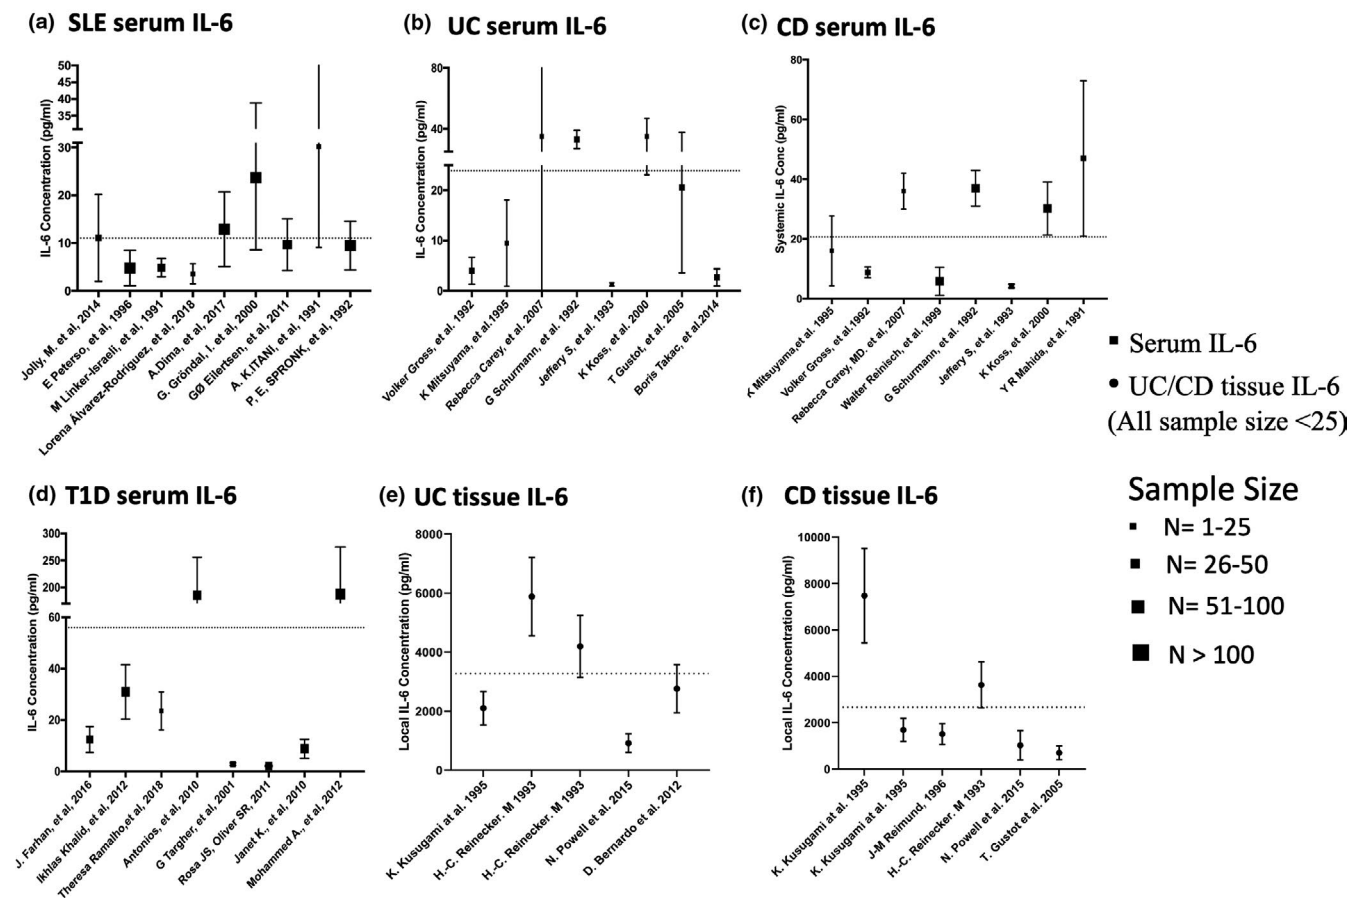 (a) SLE serum IL-6
IL-6 Concentration (pg/ml)
50
45
40
35
30
20
10
0
Jolly, M. et al, 2014
E Peterso, et al, 1996
M Linker-Israeli, et al, 1991
Lorena Álvarez-Rodriguez, et al, 2018
A.Dima, et al, 2017
G. Gröndal, I. et al, 2000
GØ Eilertsen, et al, 2011
A. K.ITANi, et al, 1991
P, E, SPRONK, et al, 1992
(b) UC serum IL-6
IL-6 Concentration (pg/ml)
80
40
20
0
Volker Gross, et al. 1992
K Mitsuyama, et al.1995
Rebecca Carey, et al. 2007
G Schurmann, et al. 1992
Jeffery S, et al. 1993
K Koss, et al. 2000
T Gustot, et al. 2005
Boris Takac, et al.2014
(c) CD serum IL-6
Systemic IL-6 Conc (pg/ml)
80
60
40
20
0
K Mitsuyama,et al. 1995
Volker Gross, et al.1992
Rebecca Carey, MD. et al, 2007
Walter Reinisch, et al. 1999
G Schurmann, et al. 1992
Jeffery S, et al. 1993
K Koss, et al. 2000
Y R Mahida, et al. 1991
Serum IL-6
UC/CD tissue IL-6
(All sample size <25)
(d) T1D serum IL-6
IL-6 Concentration (pg/ml)
300
250
200
60
40
20
0
J. Farhan, et al, 2016
Ikhlas Khalid, et al, 2012
Theresa Ramalho,et al, 2018
Antonios, et al, 2010
G Targher, et al, 2001
Rosa JS, Oliver SR, 2011
Janet K., et al, 2010
Mohammed A., et al, 2012
(e) UC tissue IL-6
Local IL-6 Concentration (pg/ml)
8000
6000
4000
2000
0
K. Kusugami at al. 1995
H.-C. Reinecker. M 1993
H.-C. Reinecker. M 1993
N. Powell et al. 2015
D. Bernardo et al. 2012
(f) CD tissue IL-6
Local IL-6 Concentration (pg/ml)
10000
8000
6000
4000
2000
0
K. Kusugami at al. 1995
K. Kusugami at al. 1995
J-M Reimund, 1996
H.-C. Reinecker. M 1993
N. Powell et al. 2015
T. Gustot et al. 2005
Sample Size
N= 1-25
N= 26-50
N= 51-100
N > 100